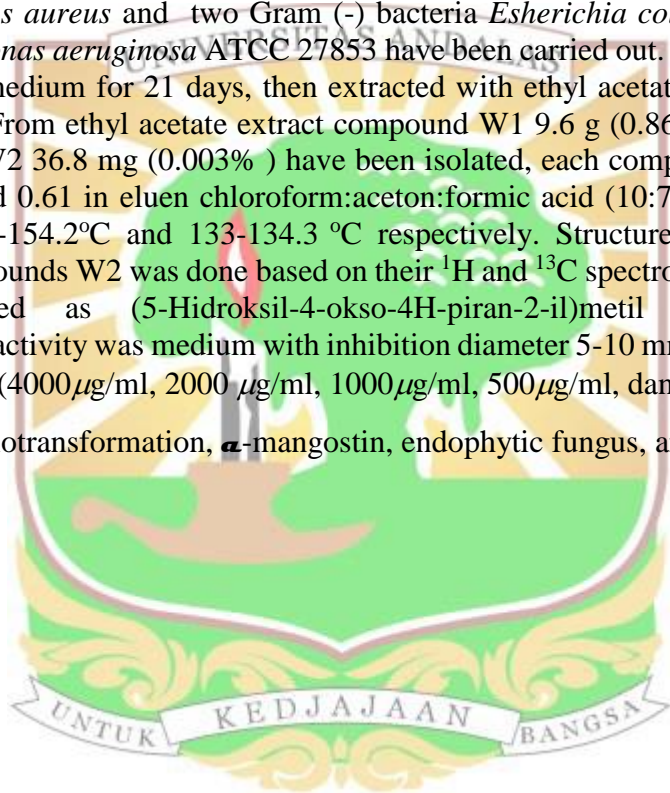 s aureus and two Gram (-) bacteria Esherichia co
nas aeruginosa ATCC 27853 have been carried out.
UNIVERSITAS ANDALAS
medium for 21 days, then extracted with ethyl acetat
From ethyl acetate extract compound W1 9.6 g (0.86
V2 36.8 mg (0.003% ) have been isolated, each comp
d 0.61 in eluen chloroform:aceton:formic acid (10:7
-154.2°C and 133-134.3 °C respectively. Structure
ounds W2 was done based on their ¹H and ¹³C spectro
ed as (5-Hidroksil-4-okso-4H-piran-2-il)metil
activity was medium with inhibition diameter 5-10 m
(4000µg/ml, 2000 µg/ml, 1000µg/ml, 500µg/ml, dan
otransformation, α-mangostin, endophytic fungus, a
UNTUK KEDJAJAAN BANGSA